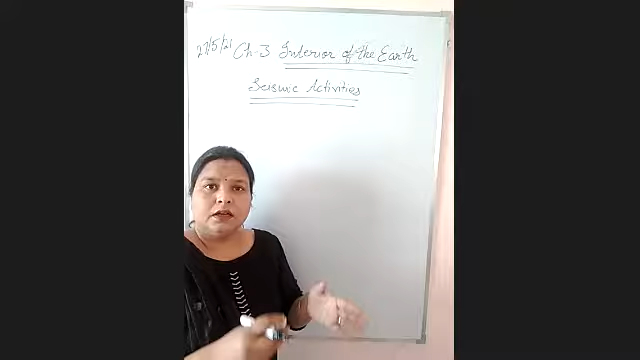 27/5/21 Ch-3 Interior of the Earth
Seismic Activities